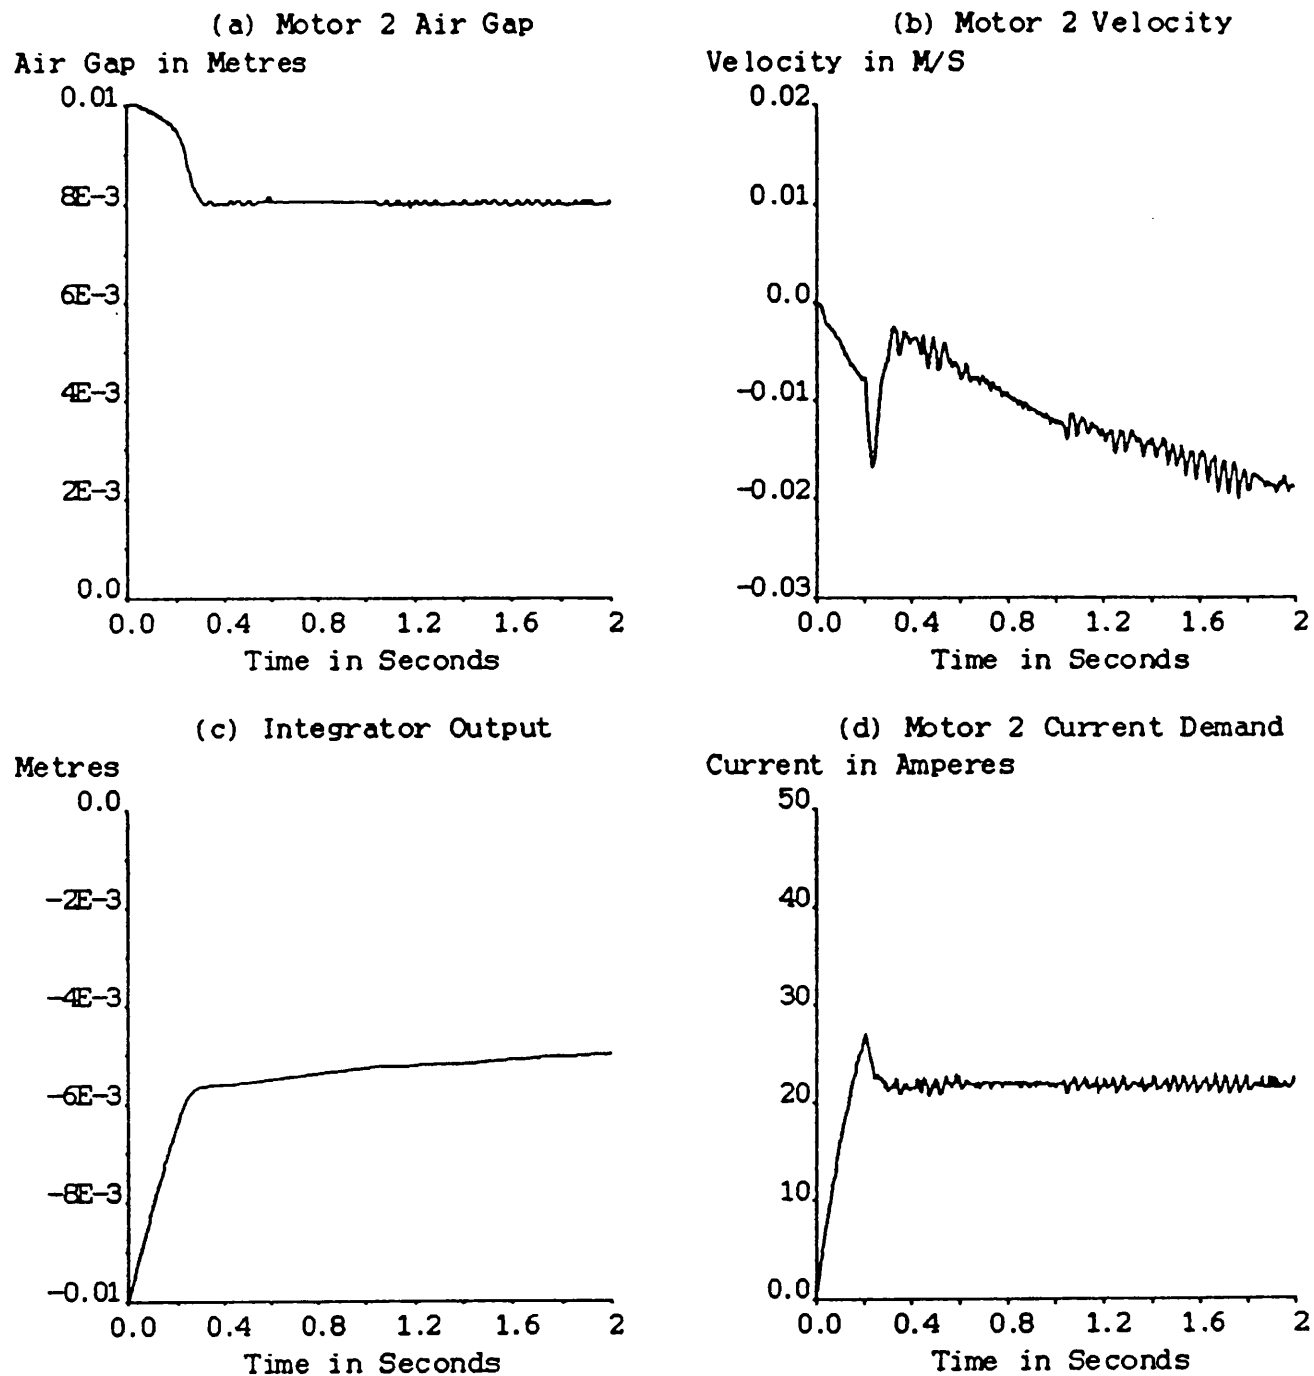 (a) Motor 2 Air Gap
Air Gap in Metres
0.01
8E-3
6E-3
4E-3
2E-3
0.0
0.0 0.4 0.8 1.2 1.6 2
Time in Seconds
(b) Motor 2 Velocity
Velocity in M/S
0.02
0.01
0.0
-0.01
-0.02
-0.03
0.0 0.4 0.8 1.2 1.6 2
Time in Seconds
(c) Integrator Output
Metres
0.0
-2E-3
-4E-3
-6E-3
-8E-3
-0.01
0.0 0.4 0.8 1.2 1.6 2
Time in Seconds
(d) Motor 2 Current Demand
Current in Amperes
50
40
30
20
10
0.0
0.0 0.4 0.8 1.2 1.6 2
Time in Seconds